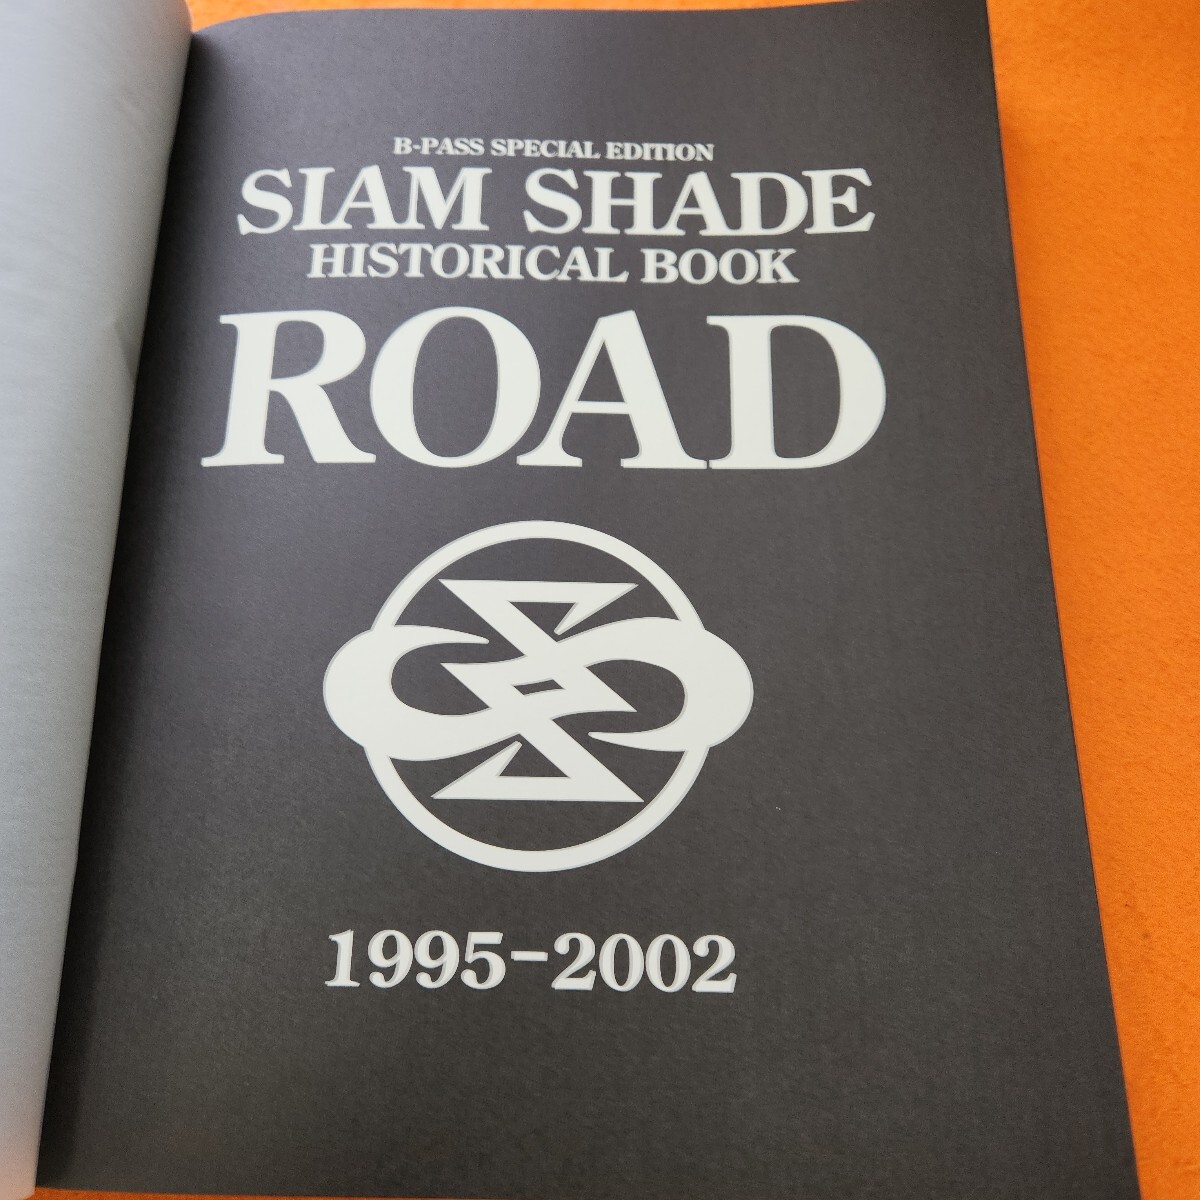 B-PASS SPECIAL EDITION
SIAM SHADE
HISTORICAL BOOK
ROAD
1995-2002